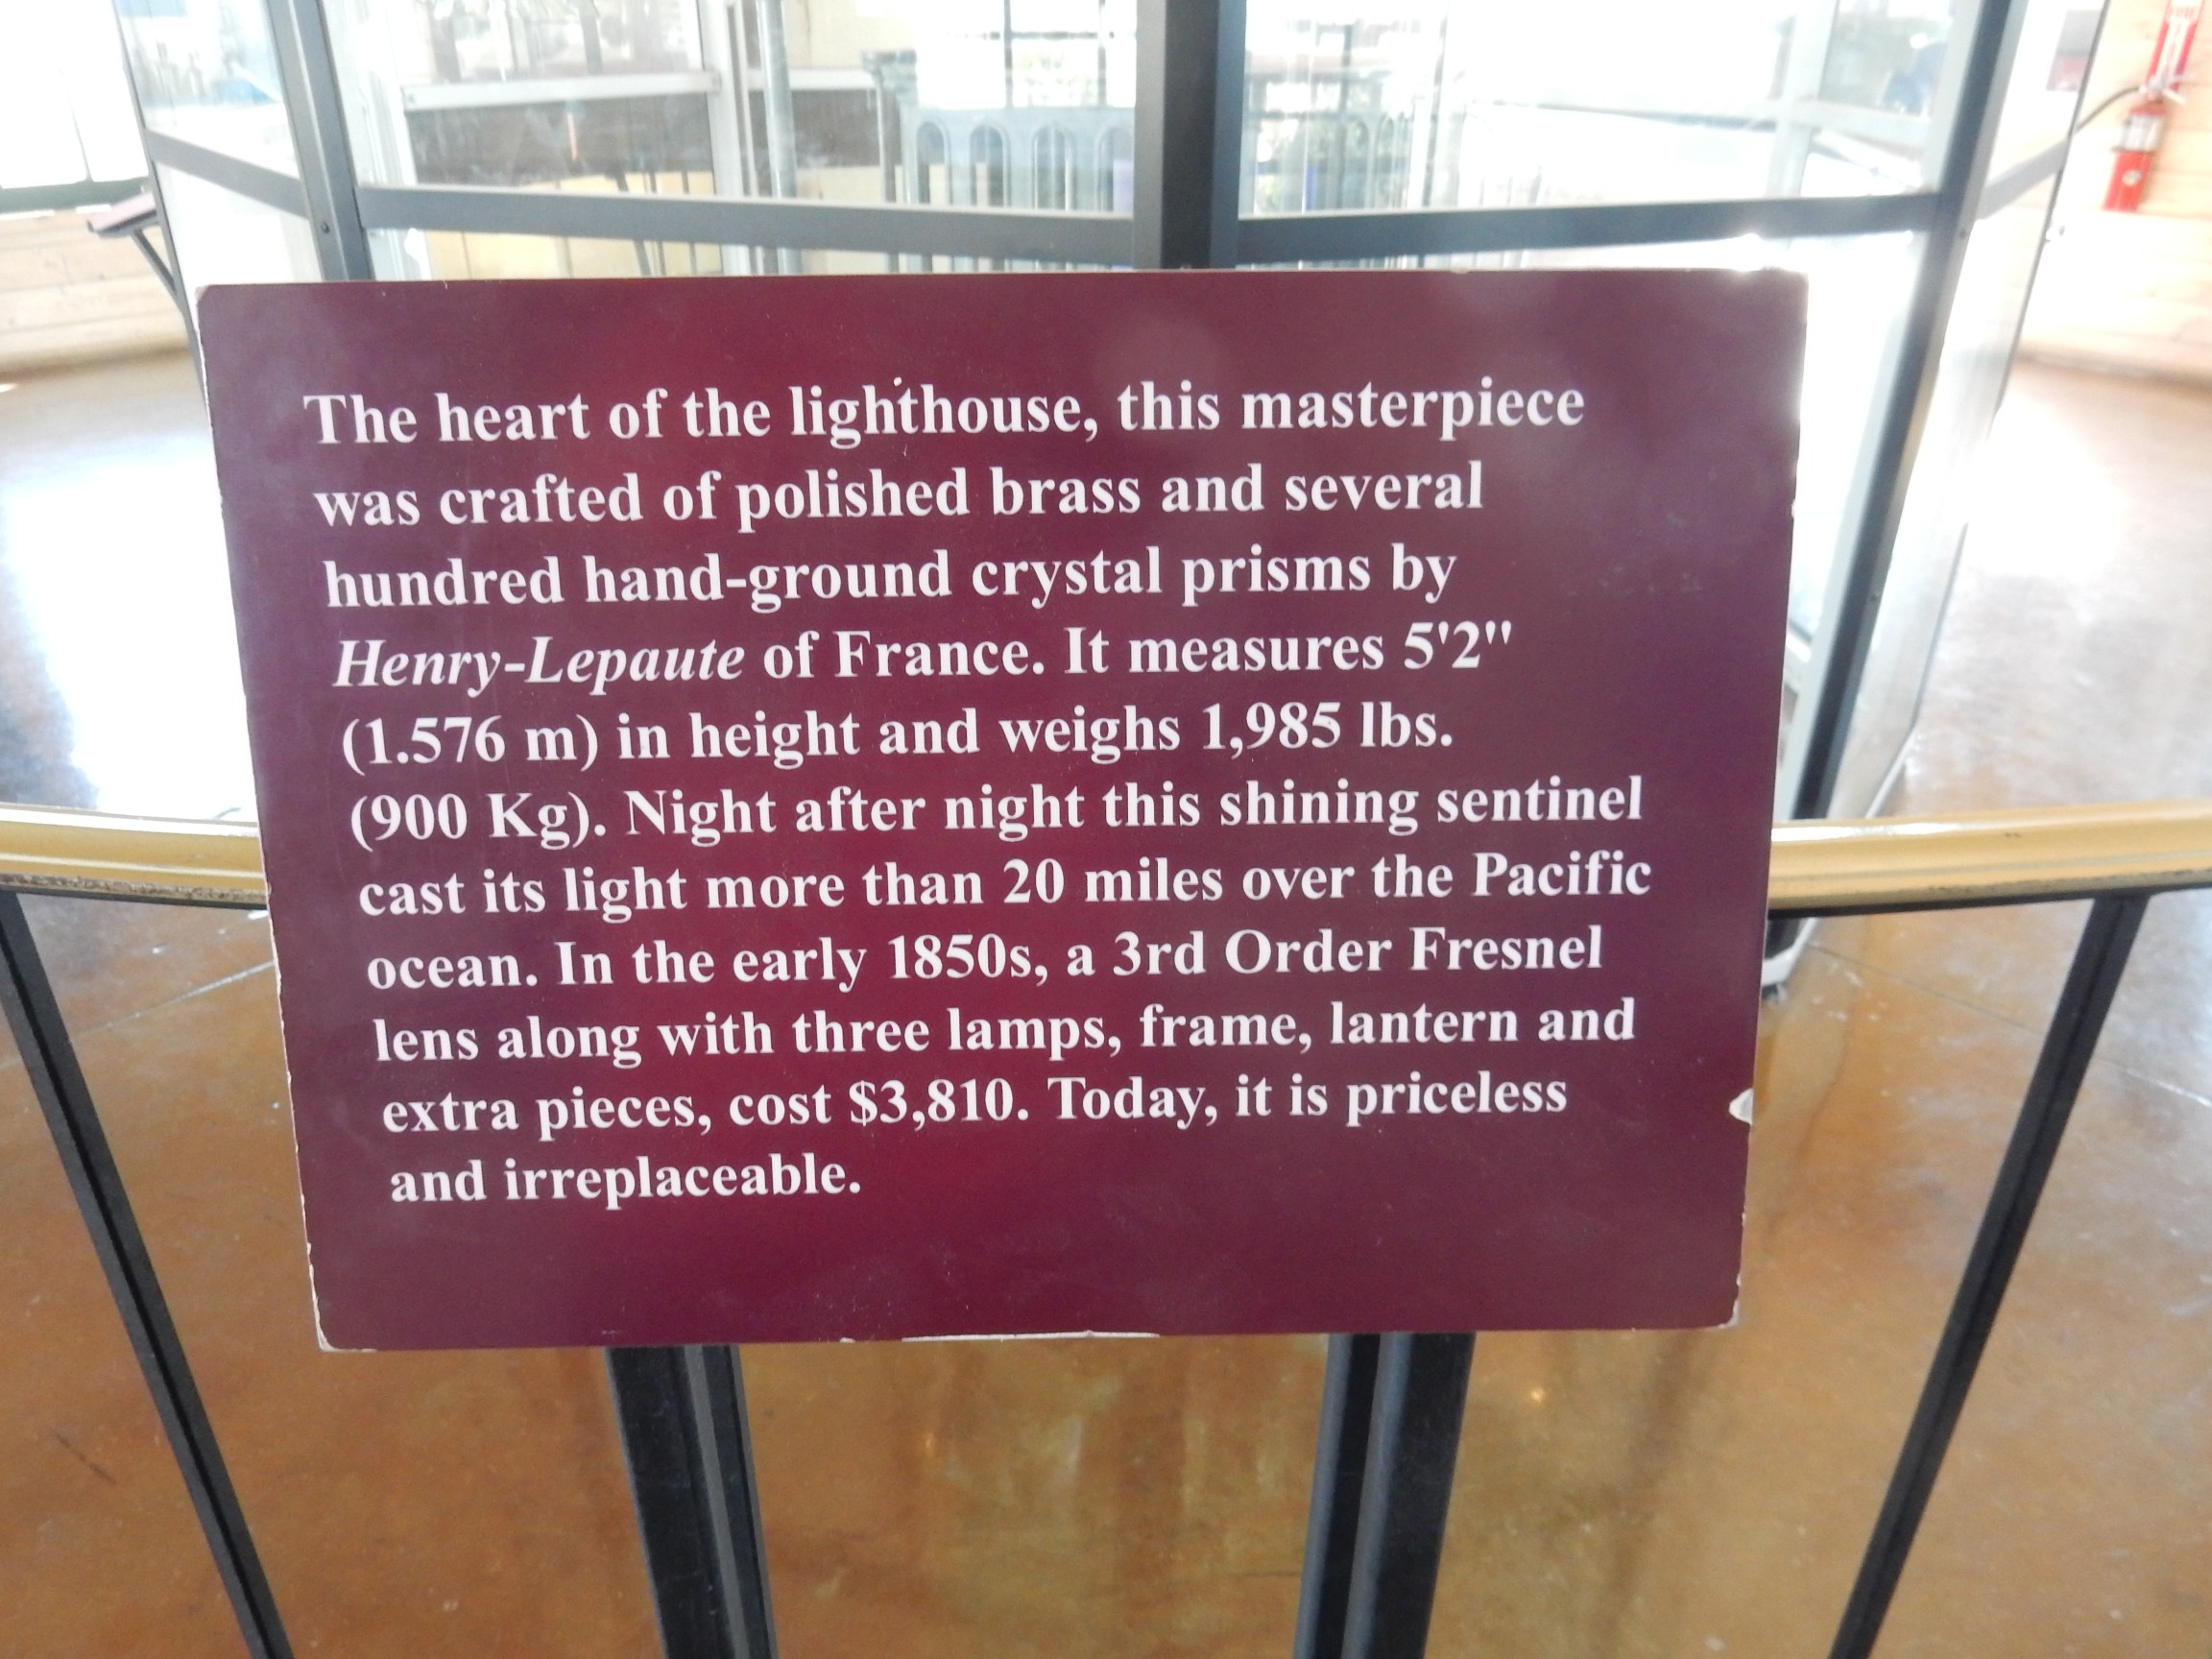 The heart of the lighthouse, this masterpiece
was crafted of polished brass and several
hundred hand-ground crystal prisms by
Henry-Lepaute of France. It measures 5'2"
(1.576 m) in height and weighs 1,985 lbs.
(900 Kg). Night after night this shining sentinel
cast its light more than 20 miles over the Pacific
ocean. In the early 1850s, a 3rd Order Fresnel
lens along with three lamps, frame, lantern and
extra pieces, cost $3,810. Today, it is priceless
and irreplaceable.